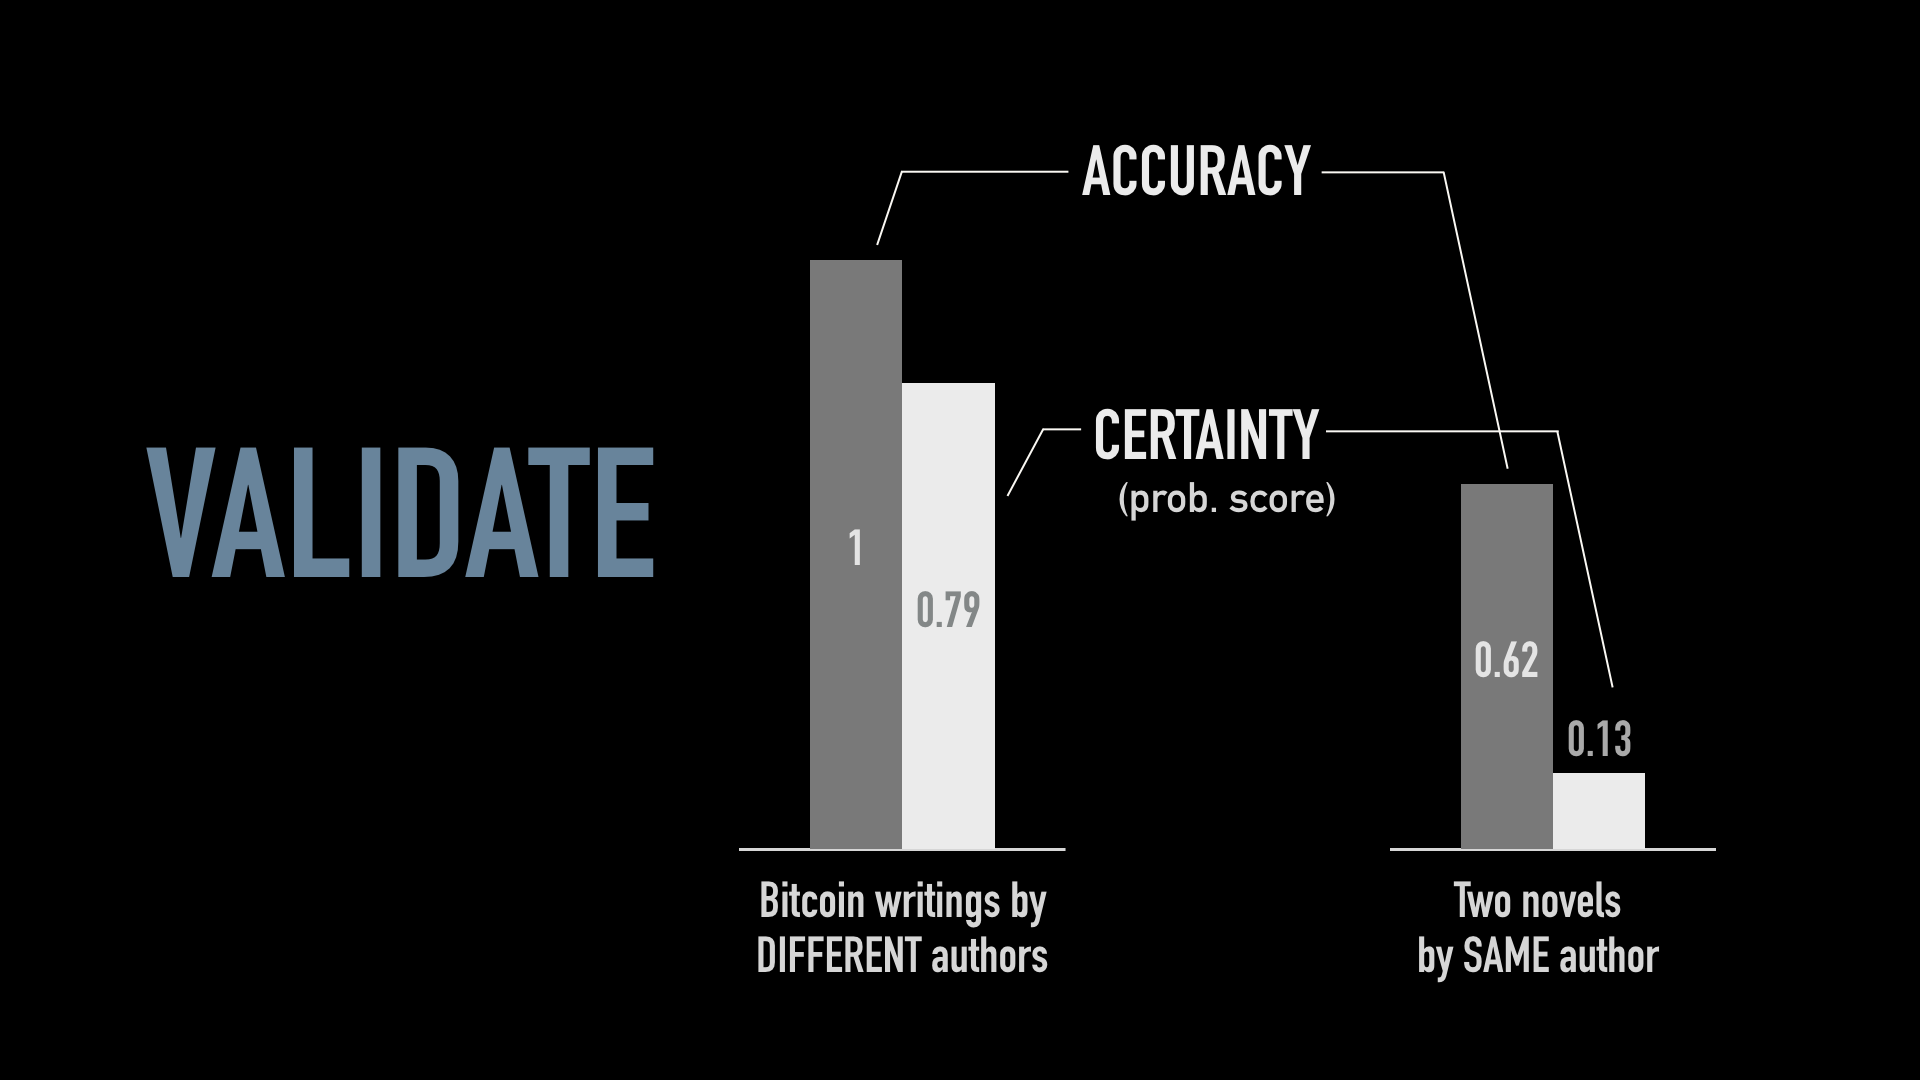 VALIDATE
ACCURACY
CERTAINTY
(prob. score)
1
0.79
0.62
0.13
Bitcoin writings by
DIFFERENT authors
Two novels
by SAME author